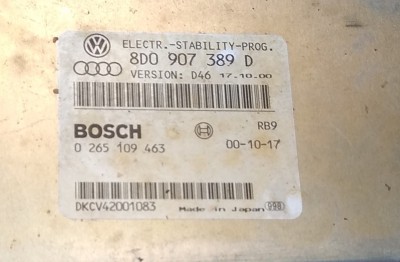 ELECTR.-STABILITY-PROG.
8D0 907 389 D
VERSION: D46 17.10.00
BOSCH
RB9
0 265 109 463
00-10-17
DKCV42001083
Made in Japan